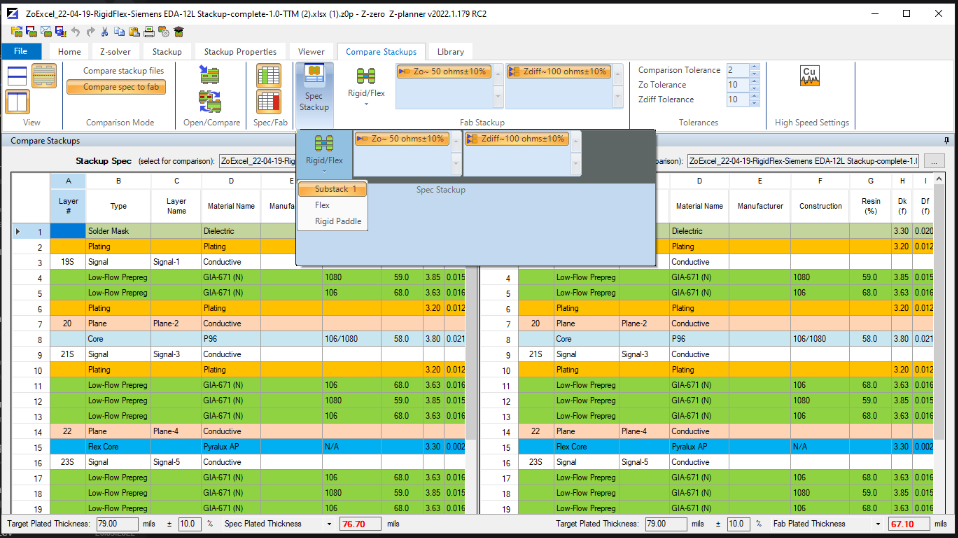 ZoExcel_22-04-19-RigidFlex-Siemens EDA-12L Stackup-complete-1.0-TTM (2).xlsx (1).z0p - Z-zero Z-planner v2022.1.179 RC2
File Home Z-solver Stackup Stackup Properties Viewer Compare Stackups Library
Compare stackup files
Compare spec to fab
View Comparison Mode
Open/Compare
Spec/Fab
Spec Stackup
Rigid/Flex
Zo~ 50 ohms±10% Zdiff~100 ohms±10%
Fab Stackup
Comparison Tolerance 2
Zo Tolerance 10
Zdiff Tolerance 10
Tolerances
Cu
High Speed Settings
Rigid/Flex
Zo~ 50 ohms±10% Zdiff~100 ohms±10%
Spec Stackup
Substack 1
Flex
Rigid Paddle
Compare Stackups
Stackup Spec (select for comparison): ZoExcel_22-04-19-Rig
parison): ZoExcel_22-04-19-RigidFlex-Siemens EDA-12L Stackup-complete-1.( ...
A B C D E
D E F G H I
Layer # Type Layer Name Material Name Manufa
Material Name Manufacturer Construction Resin (%) Dk (f) Df (f)
1 Solder Mask Dielectric
Dielectric 3.30 0.020
2 Plating Plating
Plating 3.20 0.012
3 19S Signal Signal-1 Conductive
Conductive
4 Low-Flow Prepreg GIA-671 (N) 1080 59.0 3.85 0.015
4 Low-Flow Prepreg GIA-671 (N) 1080 59.0 3.85 0.015
5 Low-Flow Prepreg GIA-671 (N) 106 68.0 3.63 0.016
5 Low-Flow Prepreg GIA-671 (N) 106 68.0 3.63 0.016
6 Plating Plating 3.20 0.012
6 Plating Plating 3.20 0.012
7 20 Plane Plane-2 Conductive
7 20 Plane Plane-2 Conductive
8 Core P96 106/1080 58.0 3.80 0.021
8 Core P96 106/1080 58.0 3.80 0.021
9 21S Signal Signal-3 Conductive
9 21S Signal Signal-3 Conductive
10 Plating Plating 3.20 0.012
10 Plating Plating 3.20 0.012
11 Low-Flow Prepreg GIA-671 (N) 106 68.0 3.63 0.016
11 Low-Flow Prepreg GIA-671 (N) 106 68.0 3.63 0.016
12 Low-Flow Prepreg GIA-671 (N) 1080 59.0 3.85 0.015
12 Low-Flow Prepreg GIA-671 (N) 1080 59.0 3.85 0.015
13 Low-Flow Prepreg GIA-671 (N) 106 68.0 3.63 0.016
13 Low-Flow Prepreg GIA-671 (N) 106 68.0 3.63 0.016
14 22 Plane Plane-4 Conductive
14 22 Plane Plane-4 Conductive
15 Flex Core Pyralux AP N/A 3.30 0.002
15 Flex Core Pyralux AP N/A 3.30 0.002
16 23S Signal Signal-5 Conductive
16 23S Signal Signal-5 Conductive
17 Low-Flow Prepreg GIA-671 (N) 106 68.0 3.63 0.016
17 Low-Flow Prepreg GIA-671 (N) 106 68.0 3.63 0.016
18 Low-Flow Prepreg GIA-671 (N) 1080 59.0 3.85 0.015
18 Low-Flow Prepreg GIA-671 (N) 1080 59.0 3.85 0.015
19 Low-Flow Prepreg GIA-671 (N) 106 68.0 3.63 0.016
19 Low-Flow Prepreg GIA-671 (N) 106 68.0 3.63 0.016
Target Plated Thickness: 79.00 mils ± 10.0 % Spec Plated Thickness 76.70 mils
Target Plated Thickness: 79.00 mils ± 10.0 % Fab Plated Thickness 67.10 mils